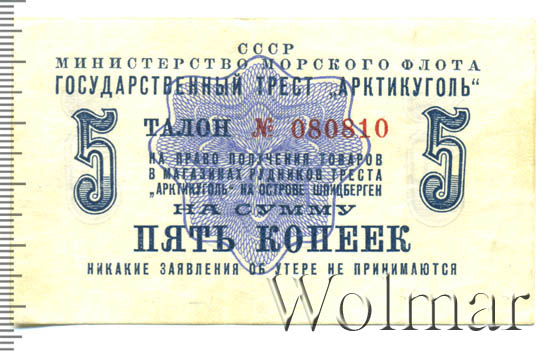 СССР
МИНИСТЕРСТВО МОРСКОГО ФЛОТА
ГОСУДАРСТВЕННЫЙ ТРЕСТ „АРКТИКУГОЛЬ“
5 ТАЛОН № 080810 5
НА ПРАВО ПОЛУЧЕНИЯ ТОВАРОВ
В МАГАЗИНАХ РУДНИКОВ ТРЕСТА
„АРКТИКУГОЛЬ“ НА ОСТРОВЕ ШПИЦБЕРГЕН
НА СУММУ
ПЯТЬ КОПЕЕК
НИКАКИЕ ЗАЯВЛЕНИЯ ОБ УТЕРЕ НЕ ПРИНИМАЮТСЯ
Wolmar